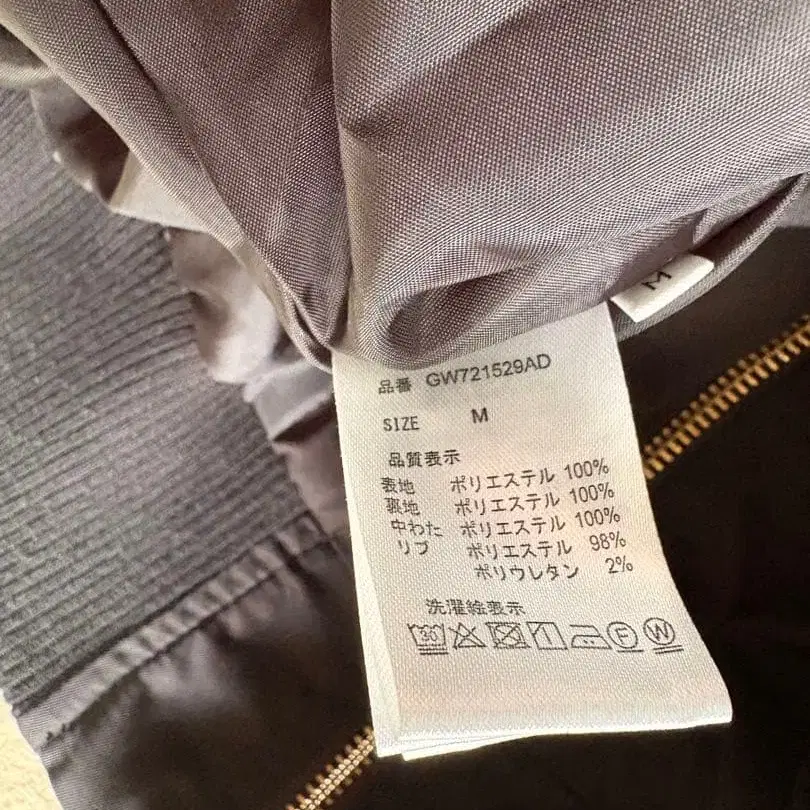 M
品番 GW721529AD
SIZE M
品質表示
表地 ポリエステル 100%
裏地 ポリエステル 100%
中わた ポリエステル 100%
リブ ポリエステル 98%
ポリウレタン 2%
洗濯絵表示
30 F W